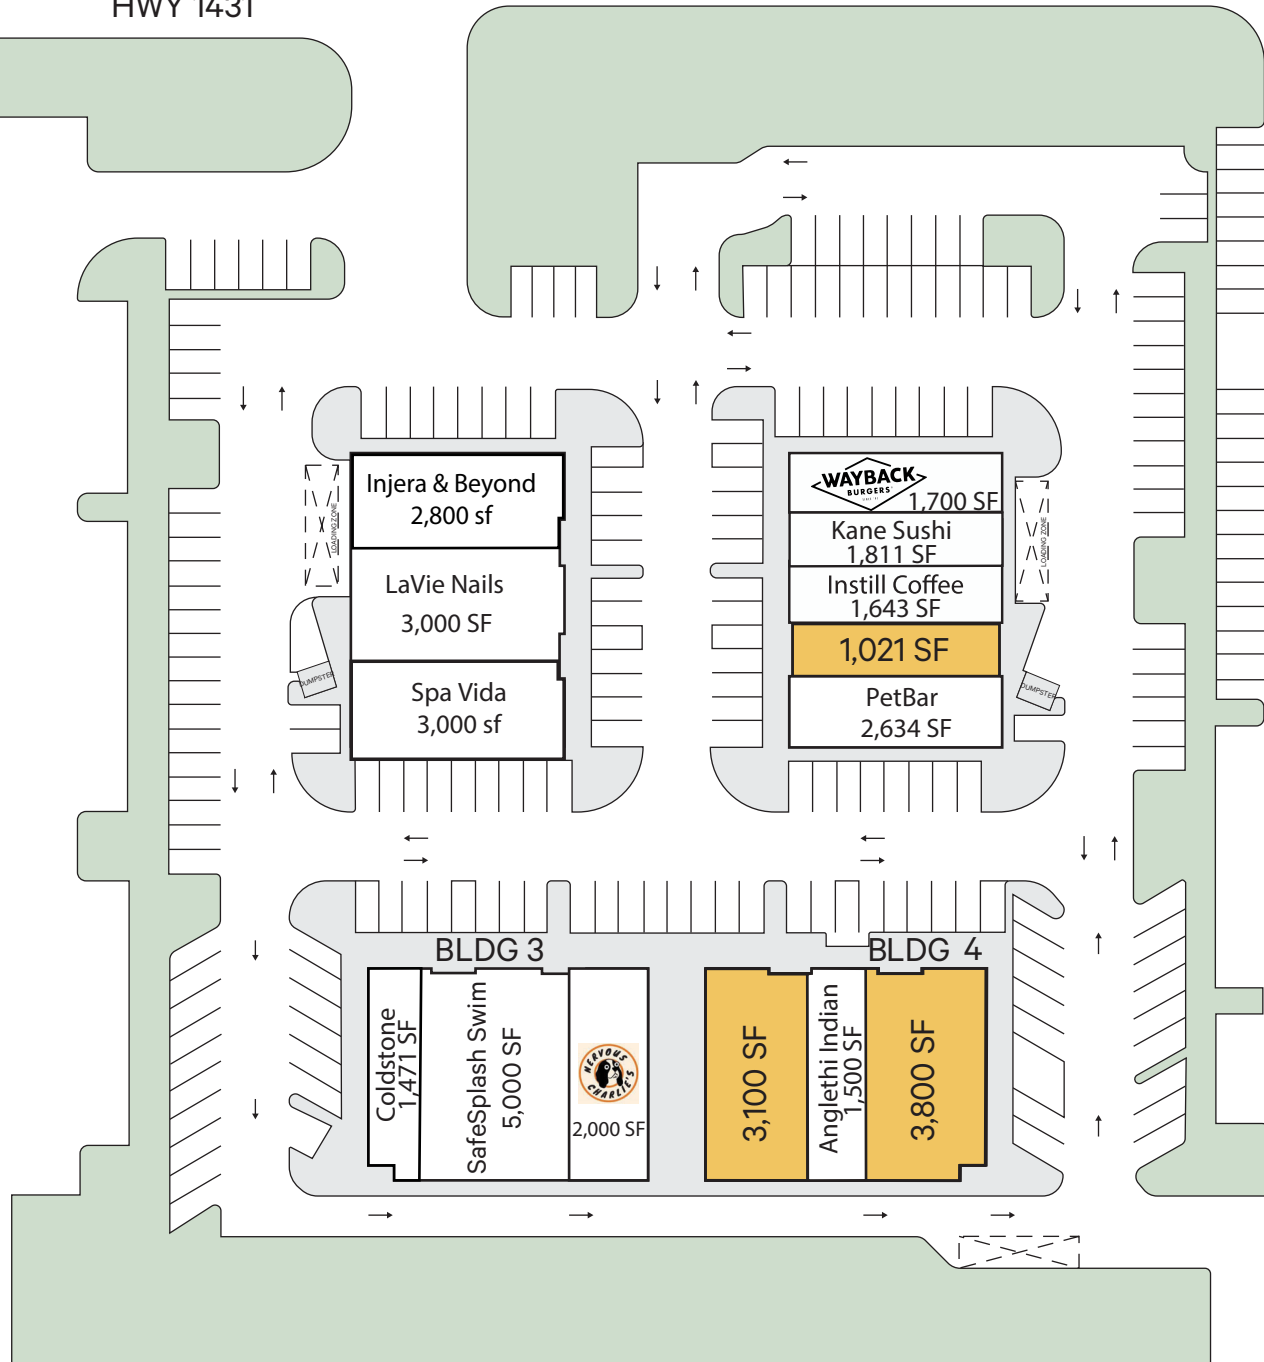 HWY 1431
Injera & Beyond
2,800 sf
LaVie Nails
3,000 SF
Spa Vida
3,000 sf
LOADING ZONE
DUMPSTER
WAYBACK
BURGERS
1,700 SF
Kane Sushi
1,811 SF
Instill Coffee
1,643 SF
1,021 SF
PetBar
2,634 SF
LOADING ZONE
DUMPSTER
BLDG 3
BLDG 4
Coldstone
1,471 SF
SafeSplash Swim
5,000 SF
NERVOUS
CHARLIE'S
2,000 SF
3,100 SF
Anglethi Indian
1,500 SF
3,800 SF